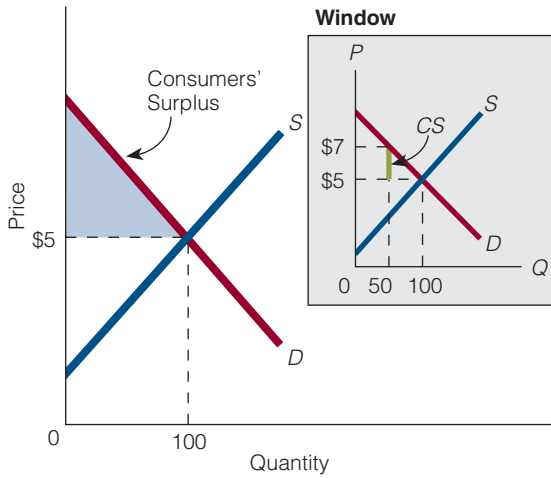 Window
P
Consumers'
Surplus
S
CS
S
$7
$5
D
Q
0
50
100
Price
$5
D
0
100
Quantity